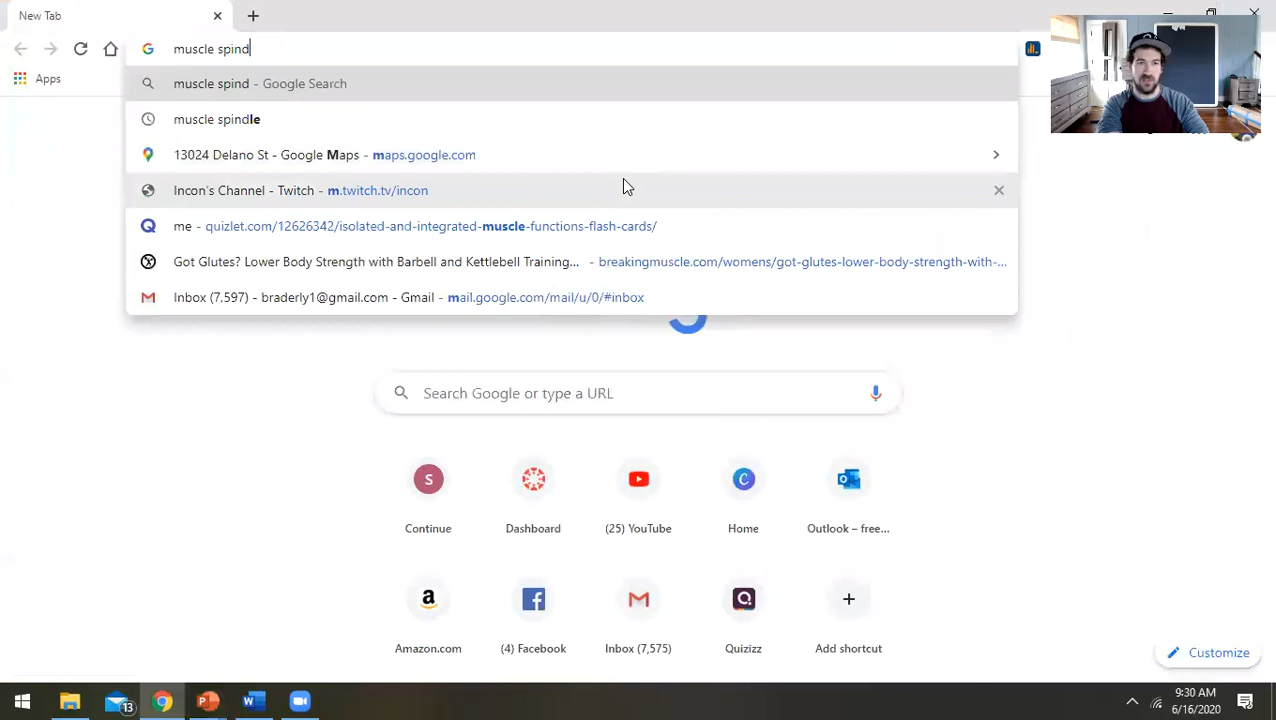 New Tab
muscle spind
Apps
muscle spind - Google Search
muscle spindle
13024 Delano St - Google Maps - maps.google.com
Incon's Channel - Twitch - m.twitch.tv/incon
me - quizlet.com/12626342/isolated-and-integrated-muscle-functions-flash-cards/
Got Glutes? Lower Body Strength with Barbell and Kettlebell Training... - breakingmuscle.com/womens/got-glutes-lower-body-strength-with-...
Inbox (7,597) - braderly1@gmail.com - Gmail - mail.google.com/mail/u/0/#inbox
Search Google or type a URL
S
Continue
Dashboard
(25) YouTube
Home
Outlook – free...
Amazon.com
(4) Facebook
Inbox (7,575)
Quizizz
Add shortcut
Customize
13
9:30 AM
6/16/2020